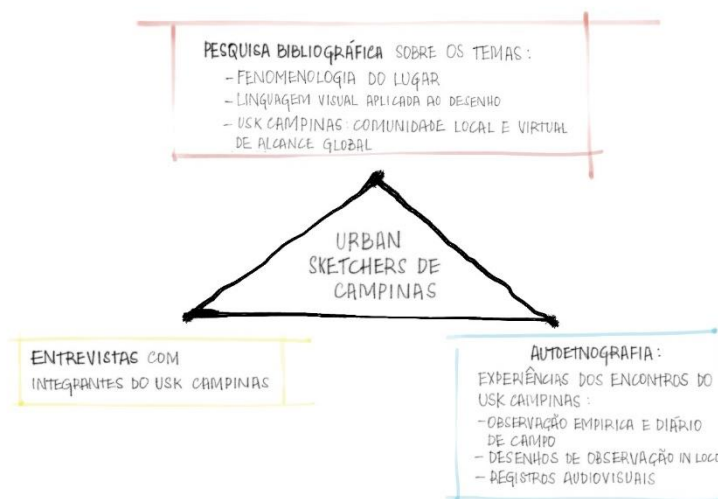 PESQUISA BIBLIOGRÁFICA SOBRE OS TEMAS:
- FENOMENOLOGIA DO LUGAR
- LINGUAGEM VISUAL APLICADA AO DESENHO
- USK CAMPINAS: COMUNIDADE LOCAL E VIRTUAL
DE ALCANCE GLOBAL
URBAN
SKETCHERS DE
CAMPINAS
ENTREVISTAS COM
INTEGRANTES DO USK CAMPINAS
AUTOETNOGRAFIA:
EXPERIÊNCIAS DOS ENCONTROS DO
USK CAMPINAS:
- OBSERVAÇÃO EMPIRICA E DIÁRIO
DE CAMPO
- DESENHOS DE OBSERVAÇÃO IN LOCO
- REGISTROS AUDIOVISUAIS